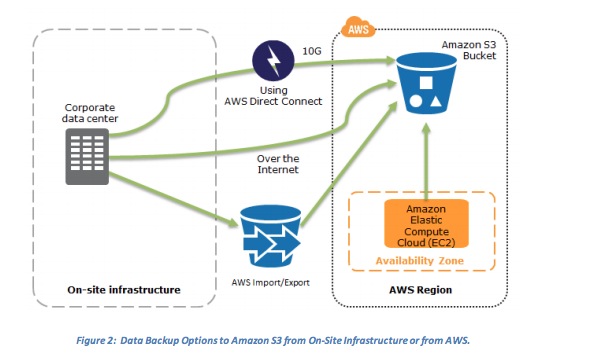 AWS
10G
Amazon S3
Bucket
Using
AWS Direct Connect
Corporate
data center
Over the
Internet
Amazon
Elastic
Compute
Cloud (EC2)
Availability Zone
AWS Import/Export
On-site infrastructure
AWS Region
Figure 2: Data Backup Options to Amazon S3 from On-Site Infrastructure or from AWS.